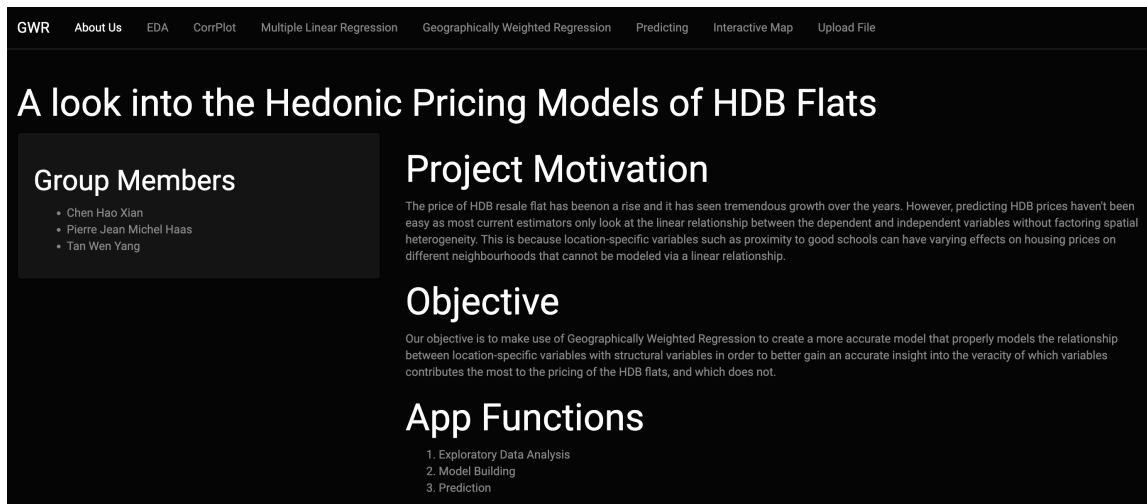 GWR About Us EDA CorrPlot Multiple Linear Regression Geographically Weighted Regression Predicting Interactive Map Upload File
A look into the Hedonic Pricing Models of HDB Flats
Group Members
• Chen Hao Xian
• Pierre Jean Michel Haas
• Tan Wen Yang
Project Motivation
The price of HDB resale flat has beenon a rise and it has seen tremendous growth over the years. However, predicting HDB prices haven't been
easy as most current estimators only look at the linear relationship between the dependent and independent variables without factoring spatial
heterogeneity. This is because location-specific variables such as proximity to good schools can have varying effects on housing prices on
different neighbourhoods that cannot be modeled via a linear relationship.
Objective
Our objective is to make use of Geographically Weighted Regression to create a more accurate model that properly models the relationship
between location-specific variables with structural variables in order to better gain an accurate insight into the veracity of which variables
contributes the most to the pricing of the HDB flats, and which does not.
App Functions
1. Exploratory Data Analysis
2. Model Building
3. Prediction